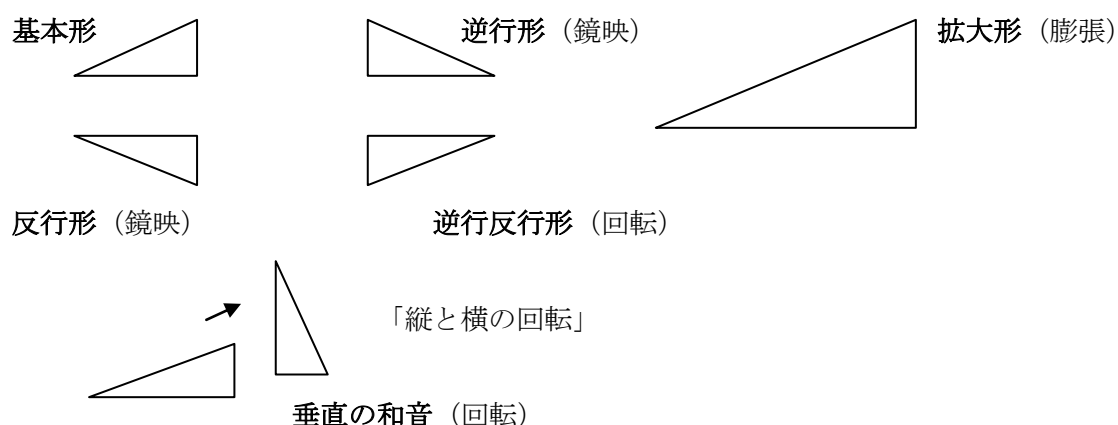 基本形
逆行形（鏡映）
拡大形（膨張）
反行形（鏡映）
逆行反行形（回転）
「縦と横の回転」
垂直の和音（回転）